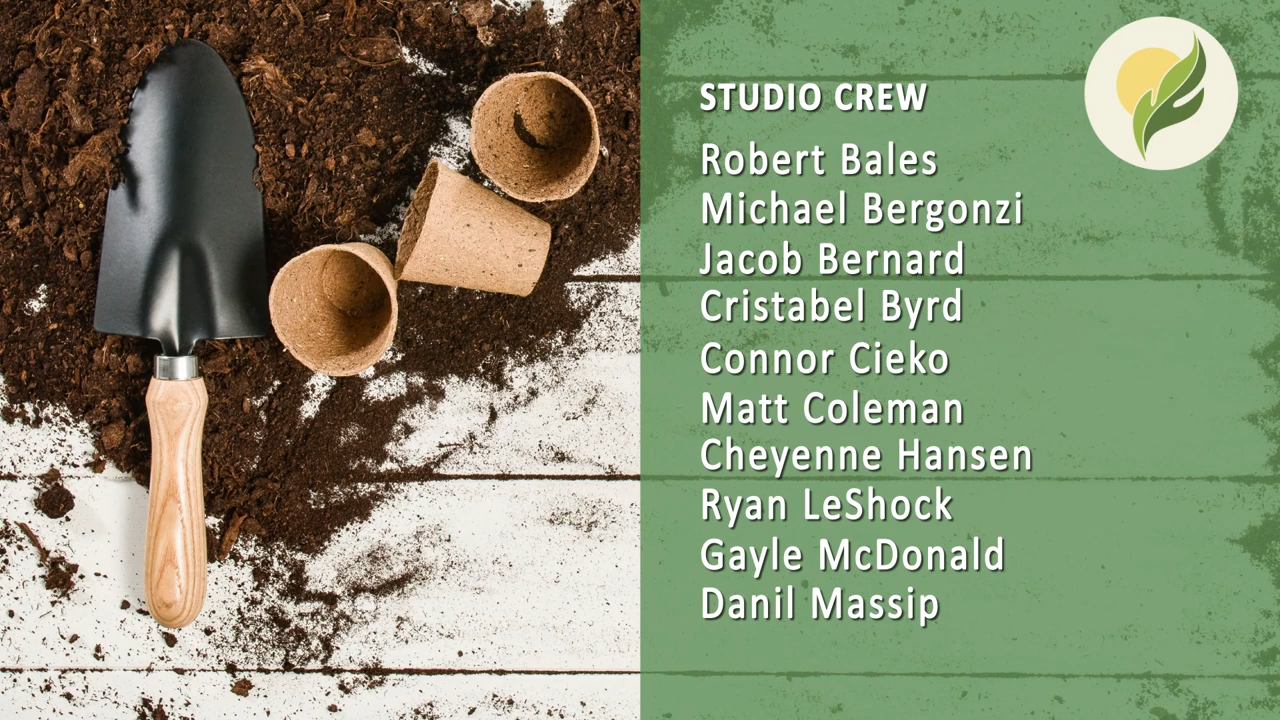 STUDIO CREW
Robert Bales
Michael Bergonzi
Jacob Bernard
Cristabel Byrd
Connor Cieko
Matt Coleman
Cheyenne Hansen
Ryan LeShock
Gayle McDonald
Danil Massip